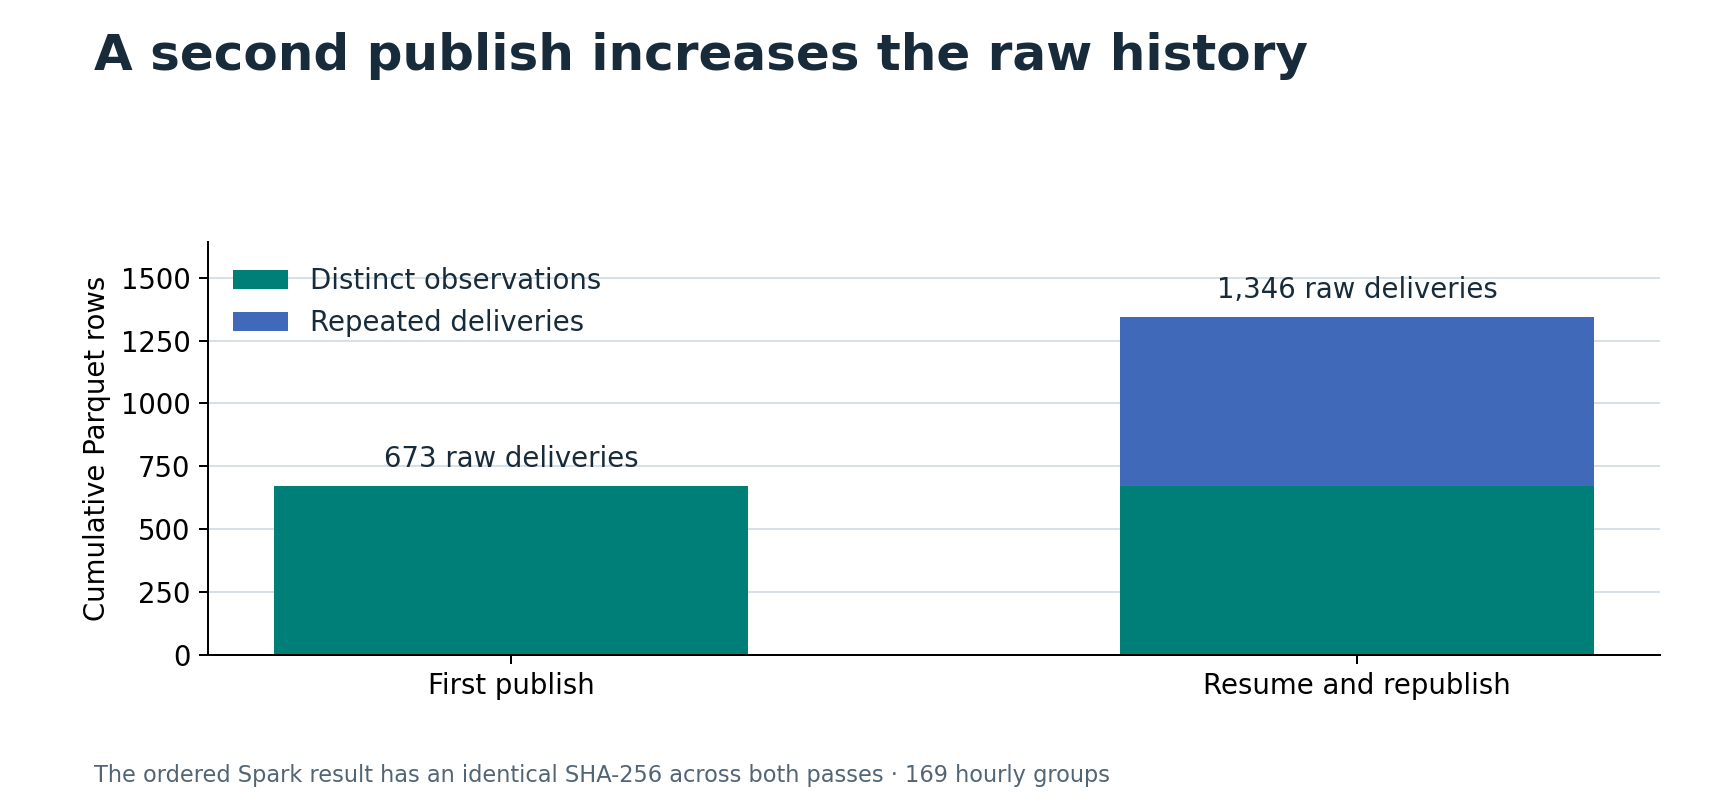 A second publish increases the raw history
Cumulative Parquet rows
1500
1250
1000
750
500
250
0
Distinct observations
Repeated deliveries
673 raw deliveries
1,346 raw deliveries
First publish
Resume and republish
The ordered Spark result has an identical SHA-256 across both passes · 169 hourly groups